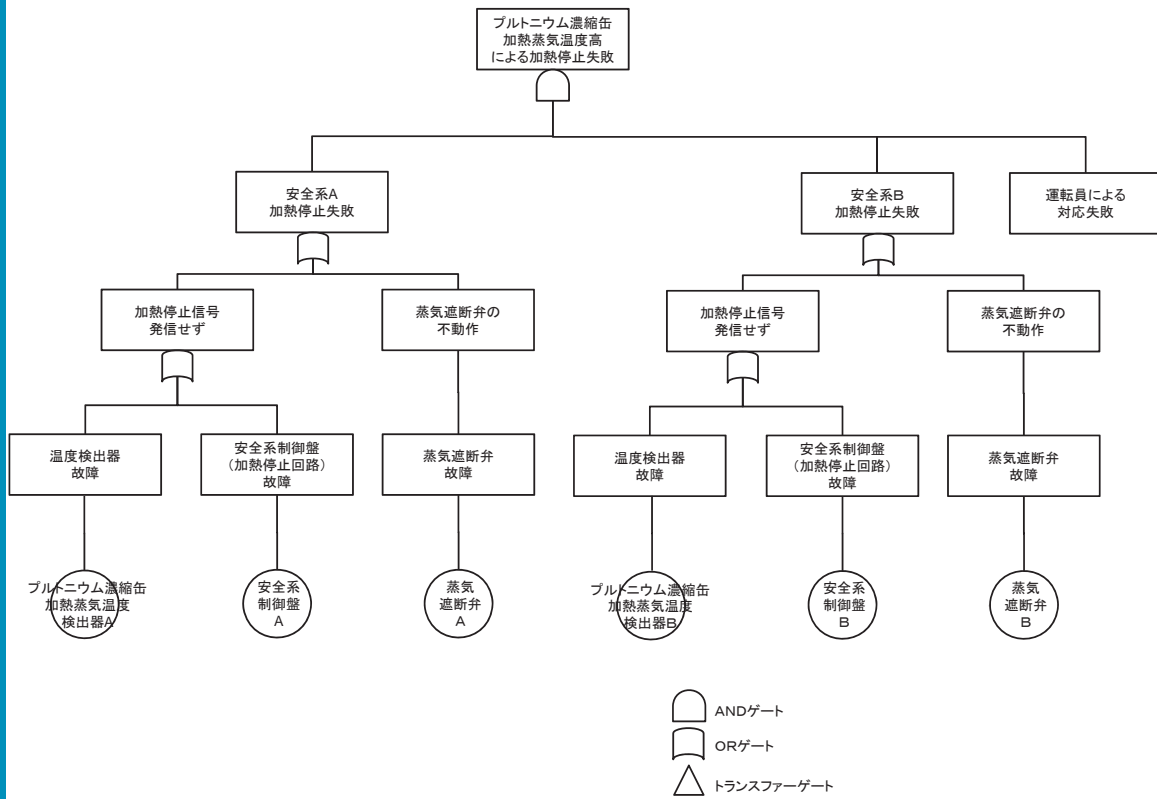 プルトニウム濃縮缶
加熱蒸気温度高
による加熱停止失敗
安全系A
加熱停止失敗
安全系B
加熱停止失敗
運転員による
対応失敗
加熱停止信号
発信せず
蒸気遮断弁の
不動作
加熱停止信号
発信せず
蒸気遮断弁の
不動作
温度検出器
故障
安全系制御盤
(加熱停止回路)
故障
蒸気遮断弁
故障
温度検出器
故障
安全系制御盤
(加熱停止回路)
故障
蒸気遮断弁
故障
プルトニウム濃縮缶
加熱蒸気温度
検出器A
安全系
制御盤
A
蒸気
遮断弁
A
プルトニウム濃縮缶
加熱蒸気温度
検出器B
安全系
制御盤
B
蒸気
遮断弁
B
ANDゲート
ORゲート
トランスファーゲート